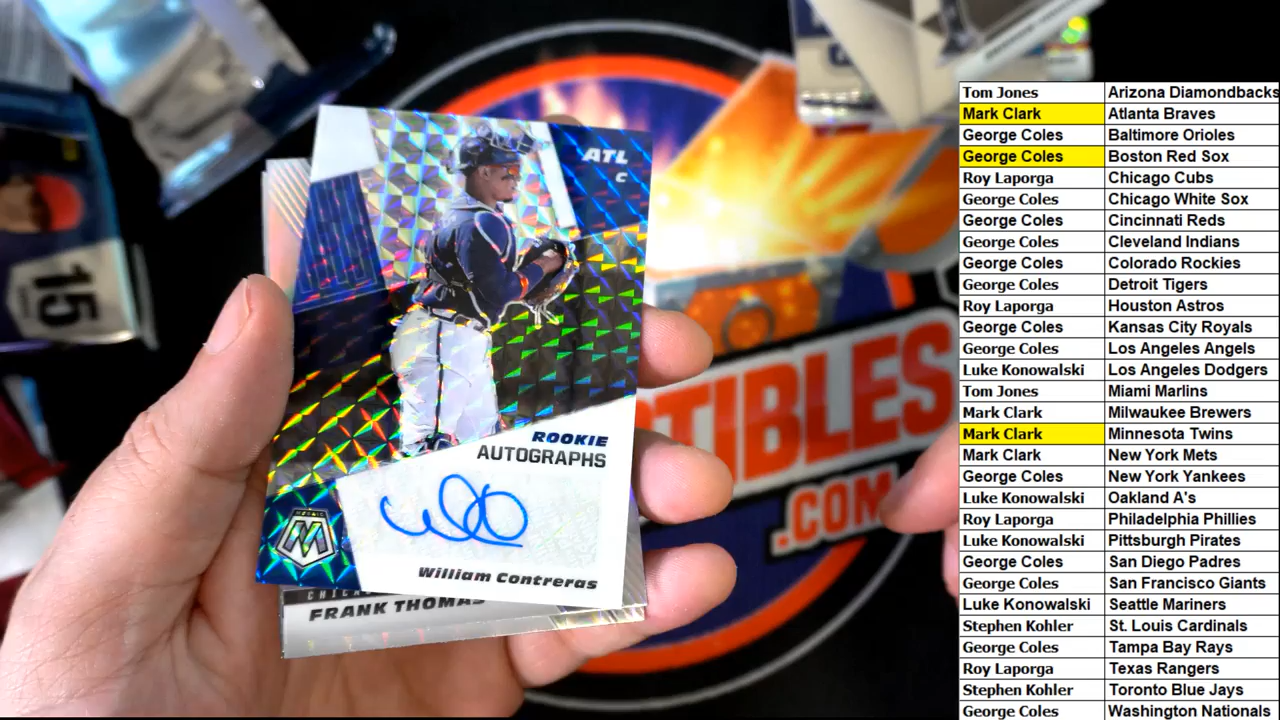 ATL
C
ROOKIE
AUTOGRAPHS
MOSAIC
William Contreras
FRANK THOMAS
15
TIBLES
.COM
Tom Jones Arizona Diamondbacks
Mark Clark Atlanta Braves
George Coles Baltimore Orioles
George Coles Boston Red Sox
Roy Laporga Chicago Cubs
George Coles Chicago White Sox
George Coles Cincinnati Reds
George Coles Cleveland Indians
George Coles Colorado Rockies
George Coles Detroit Tigers
Roy Laporga Houston Astros
George Coles Kansas City Royals
George Coles Los Angeles Angels
Luke Konowalski Los Angeles Dodgers
Tom Jones Miami Marlins
Mark Clark Milwaukee Brewers
Mark Clark Minnesota Twins
Mark Clark New York Mets
George Coles New York Yankees
Luke Konowalski Oakland A's
Roy Laporga Philadelphia Phillies
Luke Konowalski Pittsburgh Pirates
George Coles San Diego Padres
George Coles San Francisco Giants
Luke Konowalski Seattle Mariners
Stephen Kohler St. Louis Cardinals
George Coles Tampa Bay Rays
Roy Laporga Texas Rangers
Stephen Kohler Toronto Blue Jays
George Coles Washington Nationals